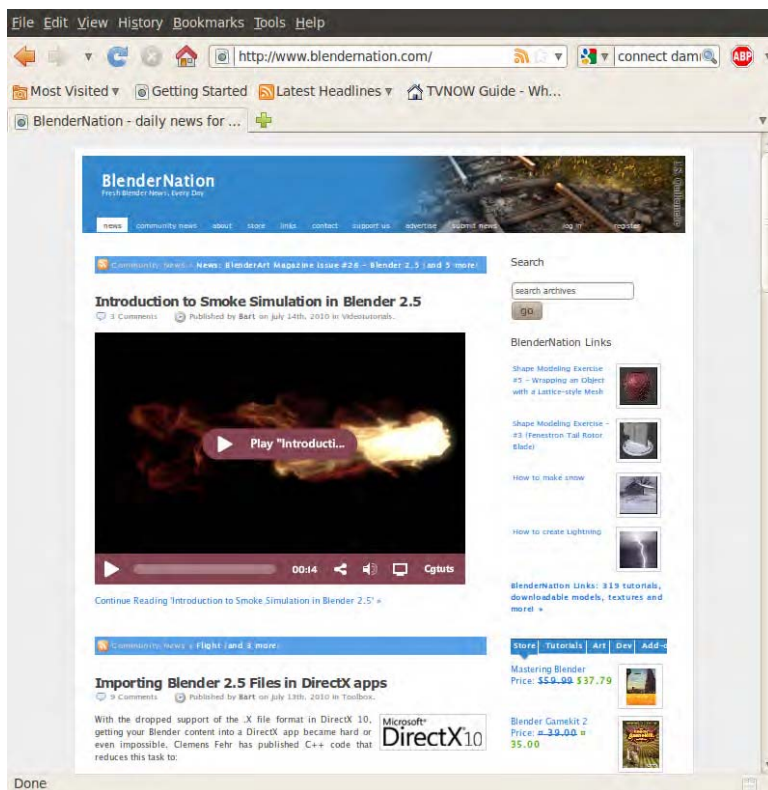 File Edit View History Bookmarks Tools Help
http://www.blendernation.com/
connect dami
ABP
Most Visited Getting Started Latest Headlines TVNOW Guide - Wh...
BlenderNation - daily news for ...
BlenderNation
Fresh Blender News, Every Day
news community news about store links contact support us advertise submit news log in register
Community News » News: BlenderArt Magazine Issue #26 – Blender 2.5 (and 5 more)
Introduction to Smoke Simulation in Blender 2.5
3 Comments Published by Bart on July 14th, 2010 in Videotutorials.
Play "Introducti...
00:14 Cgtuts
Continue Reading 'Introduction to Smoke Simulation in Blender 2.5' »
Community News » Flight (and 3 more)
Importing Blender 2.5 Files in DirectX apps
9 Comments Published by Bart on July 13th, 2010 in Toolbox.
With the dropped support of the .X file format in DirectX 10,
getting your Blender content into a DirectX app became hard or
even impossible. Clemens Fehr has published C++ code that
reduces this task to:
Microsoft®
DirectX 10
Search
search archives
go
BlenderNation Links
Shape Modeling Exercise
#5 – Wrapping an Object
with a Lattice-style Mesh
Shape Modeling Exercise –
#3 (Fenestron Tail Rotor
Blade)
How to make snow
How to create Lightning
BlenderNation Links: 319 tutorials,
downloadable models, textures and
more! »
Store Tutorials Art Dev Add-o
Mastering Blender
Price: $59.99 $37.79
Blender Gamekit 2
Price: ¤ 39.00 ¤
35.00
Done